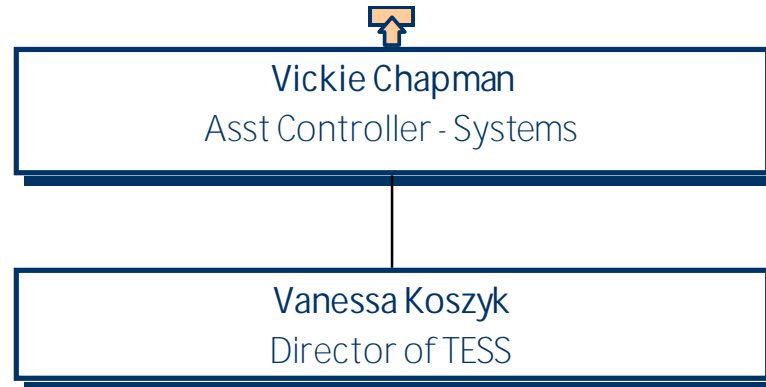 Vickie Chapman
Asst Controller - Systems
Vanessa Koszyk
Director of TESS